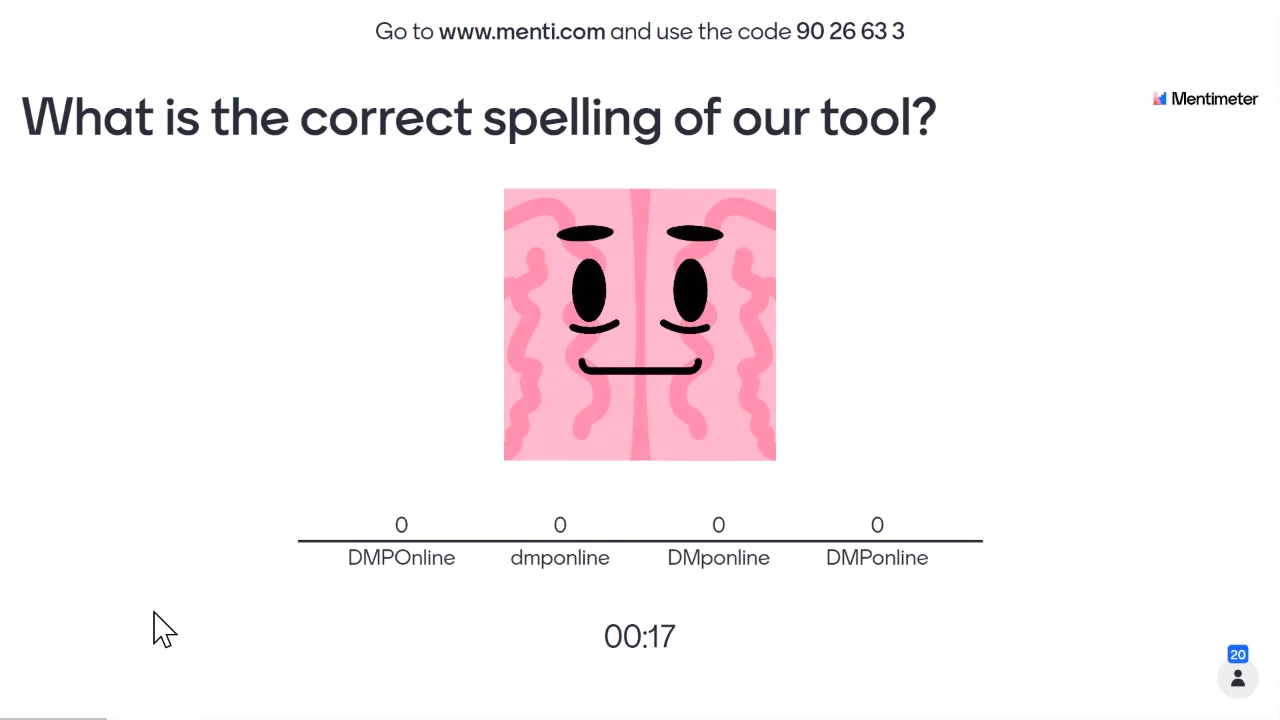 Go to www.menti.com and use the code 90 26 63 3
What is the correct spelling of our tool?
Mentimeter
0 0 0 0
DMPOnline dmponline DMponline DMPonline
00:17
20